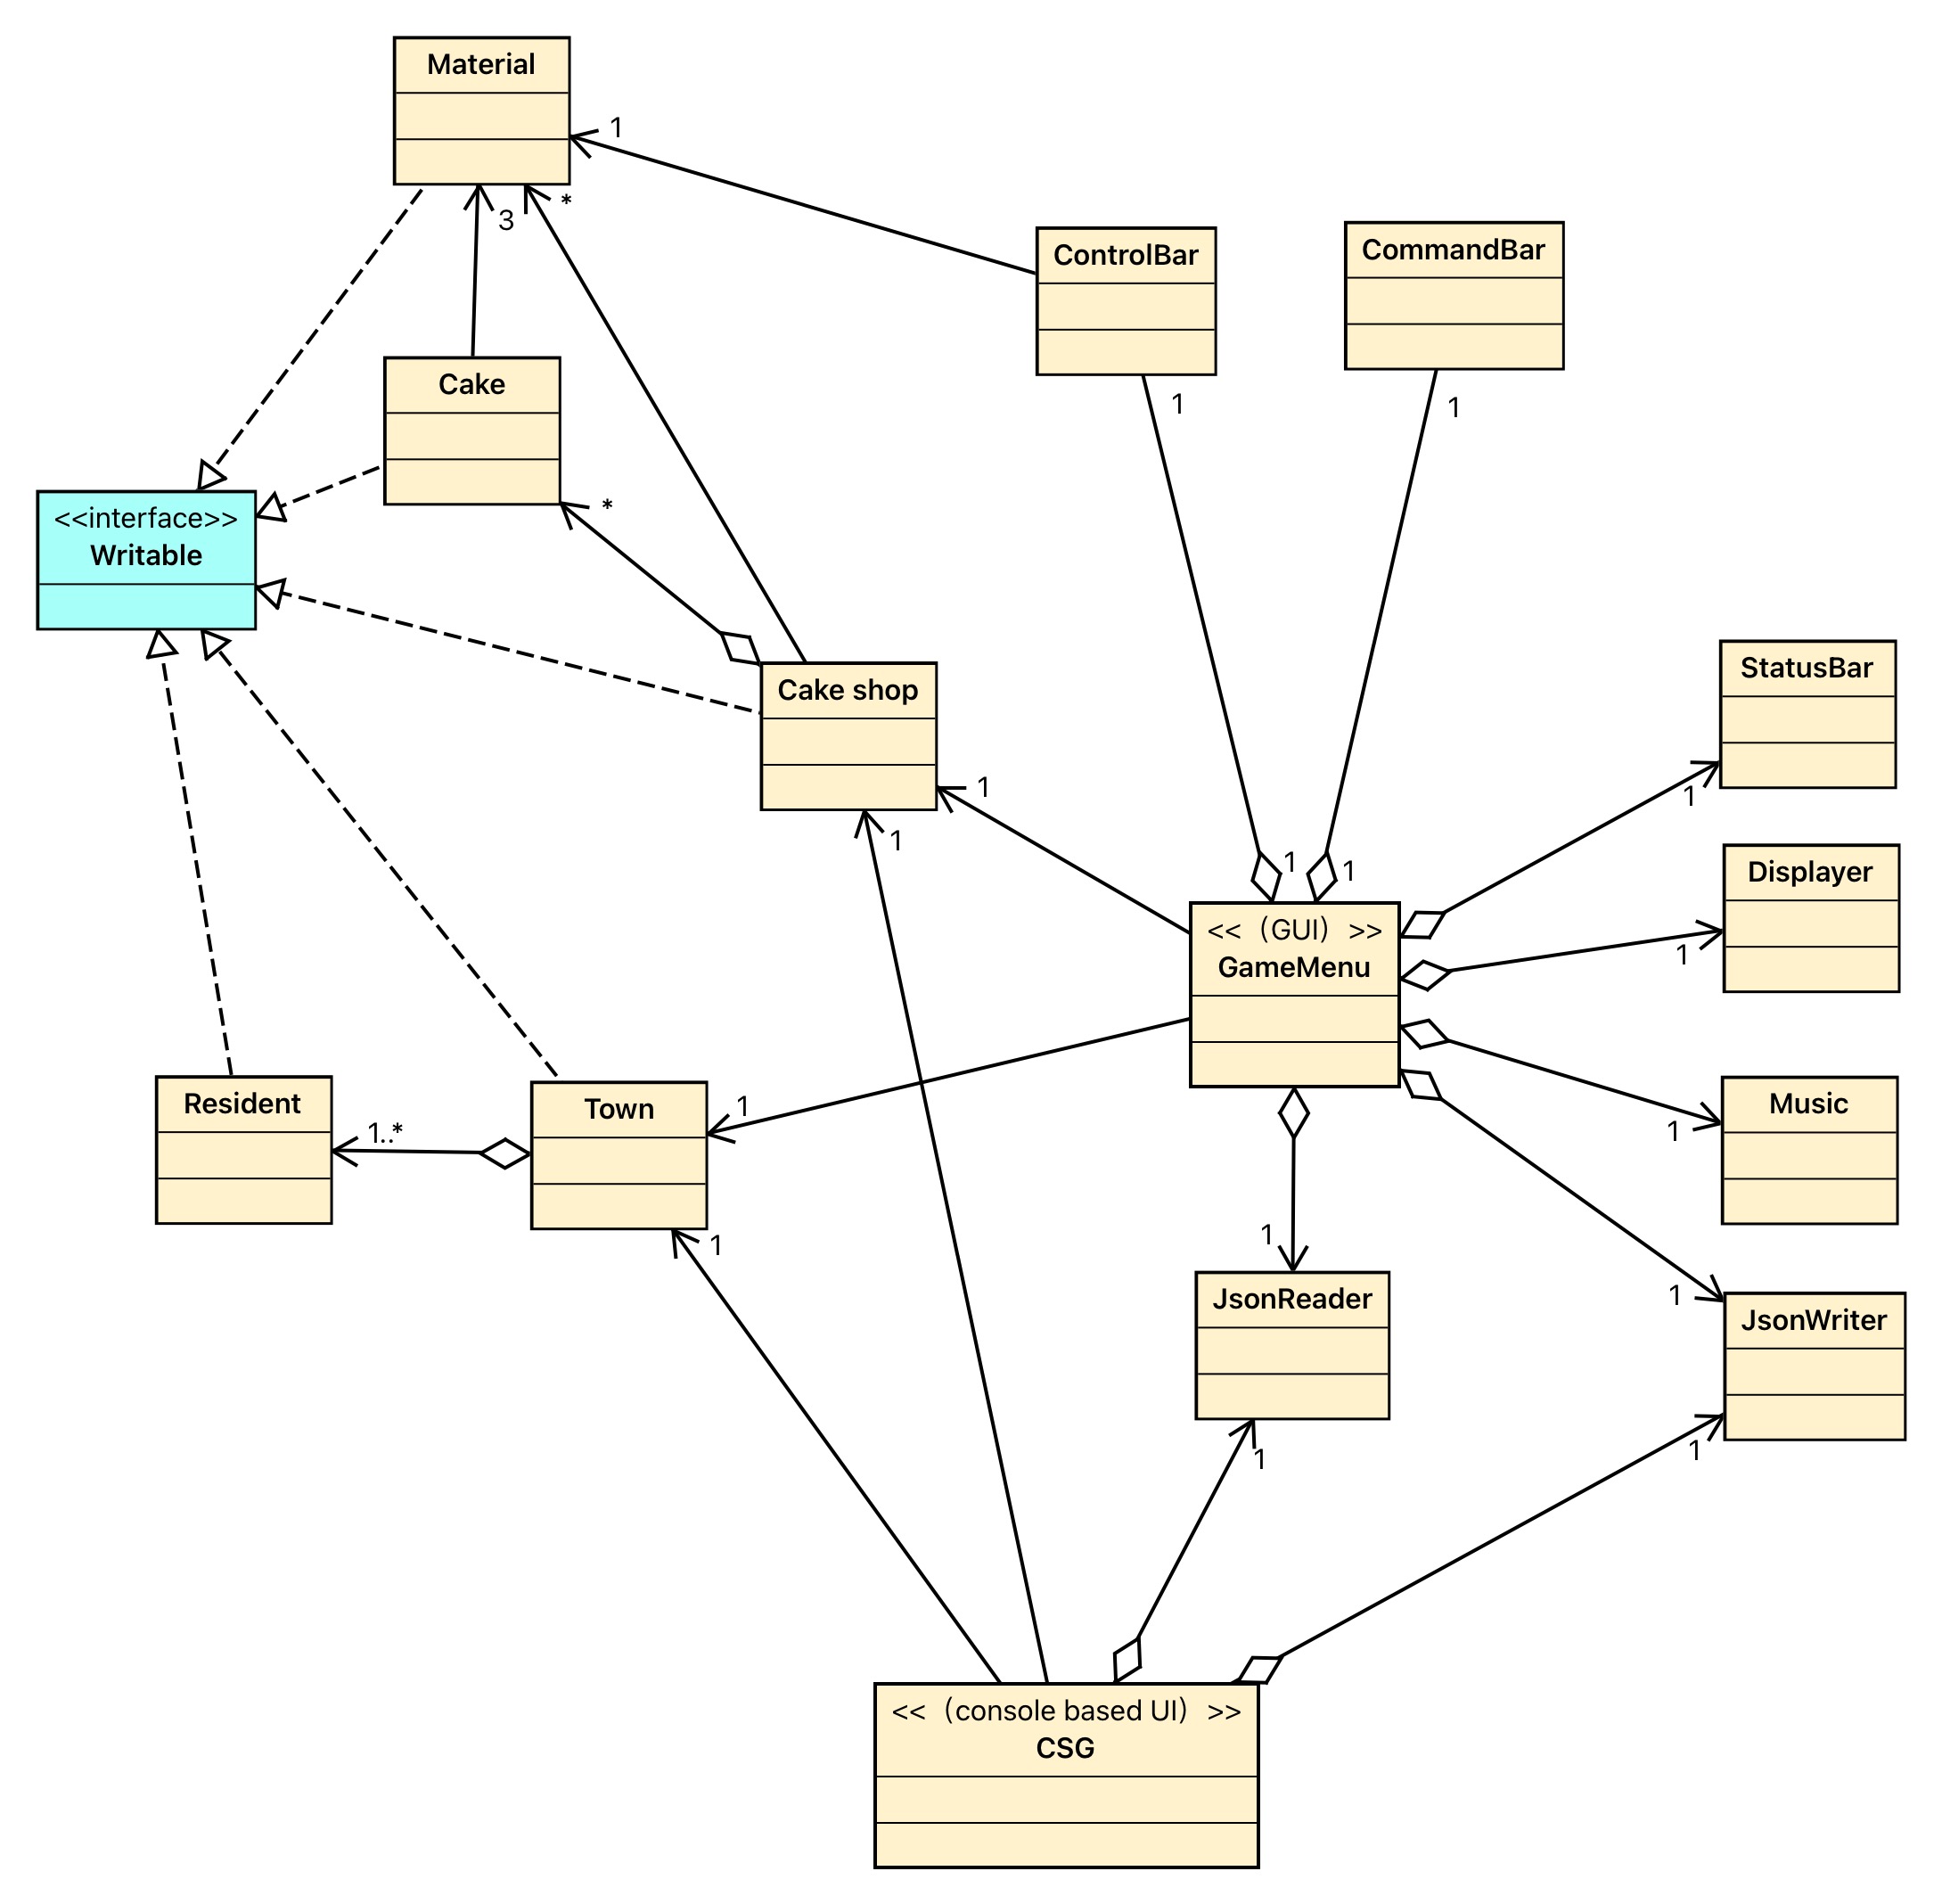 Material
1
3
*
ControlBar
1
CommandBar
1
Cake
*
<<interface>>
Writable
Cake shop
1
1
StatusBar
1
Displayer
1
1
1
<<（GUI）>>
GameMenu
Music
1
Resident
1..*
Town
1
1
1
JsonReader
1
1
JsonWriter
1
<<（console based UI）>>
CSG